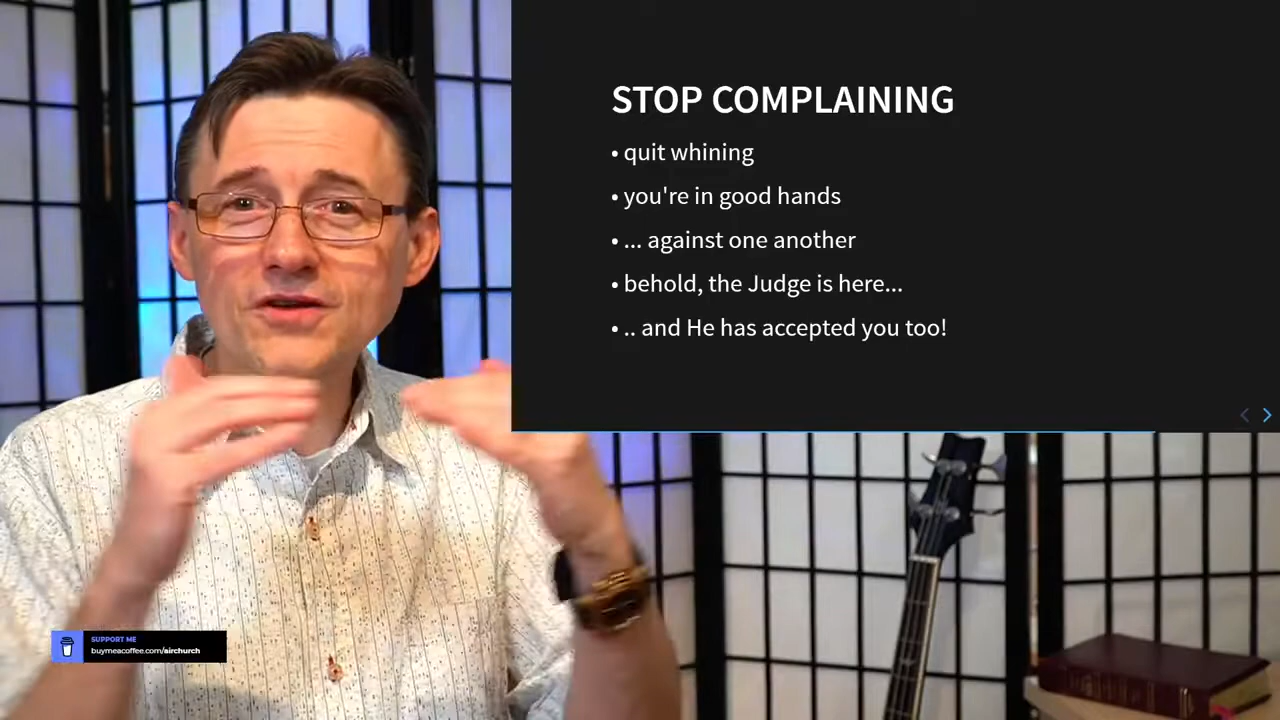 STOP COMPLAINING
• quit whining
• you're in good hands
• ... against one another
• behold, the Judge is here...
• .. and He has accepted you too!
SUPPORT ME
buymeacoffee.com/airchurch